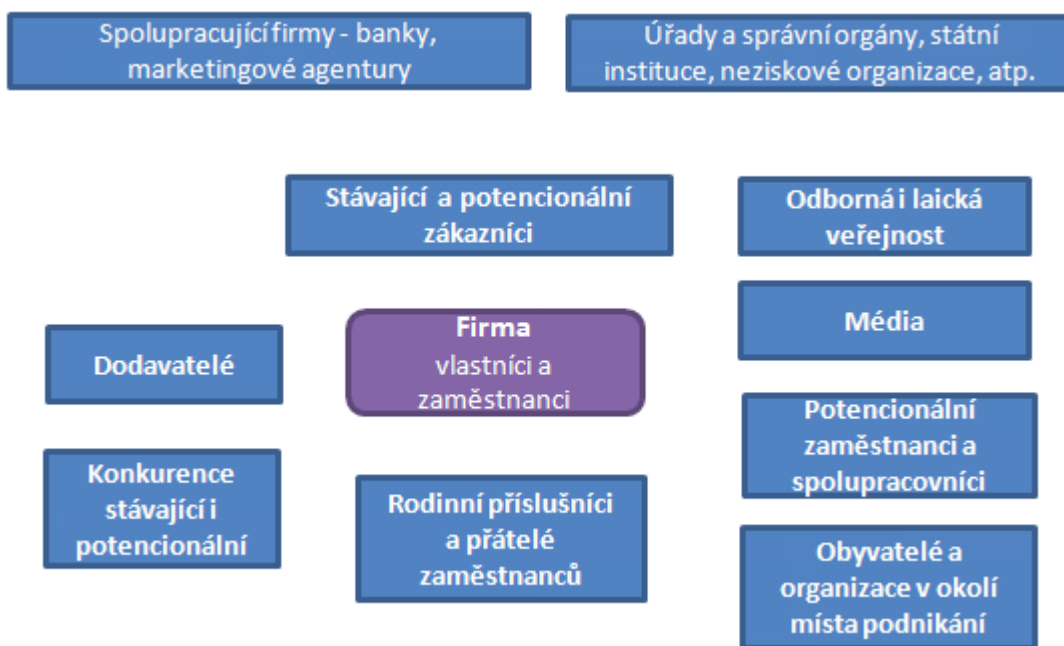 Spolupracující firmy - banky,
marketingové agentury
Úřady a správní orgány, státní
instituce, neziskové organizace, atp.
Stávající a potencionální
zákazníci
Odborná i laická
veřejnost
Média
Firma
vlastníci a
zaměstnanci
Dodavatelé
Potencionální
zaměstnanci a
spolupracovníci
Konkurence
stávající i
potencionální
Rodinní příslušníci
a přátelé
zaměstnanců
Obyvatelé a
organizace v okolí
místa podnikání